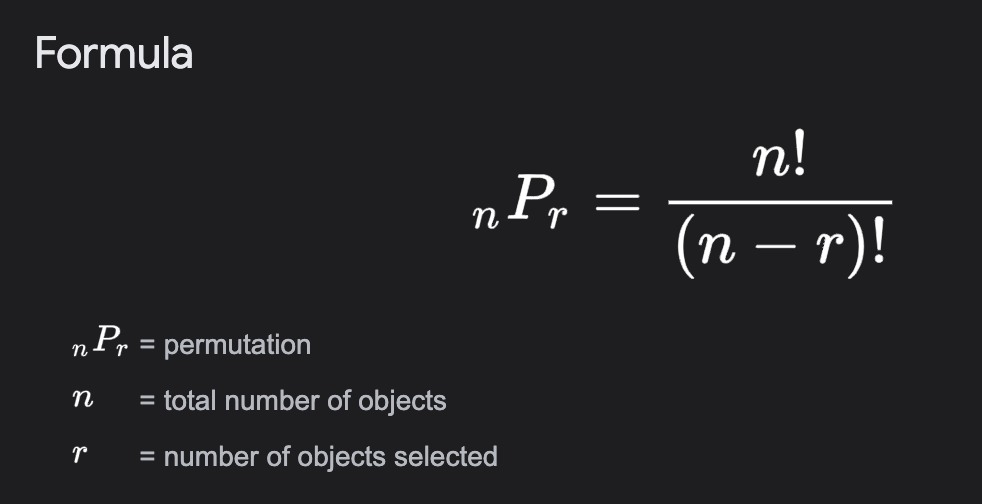 Formula
nPr = n! / (n − r)!
nPr = permutation
n = total number of objects
r = number of objects selected